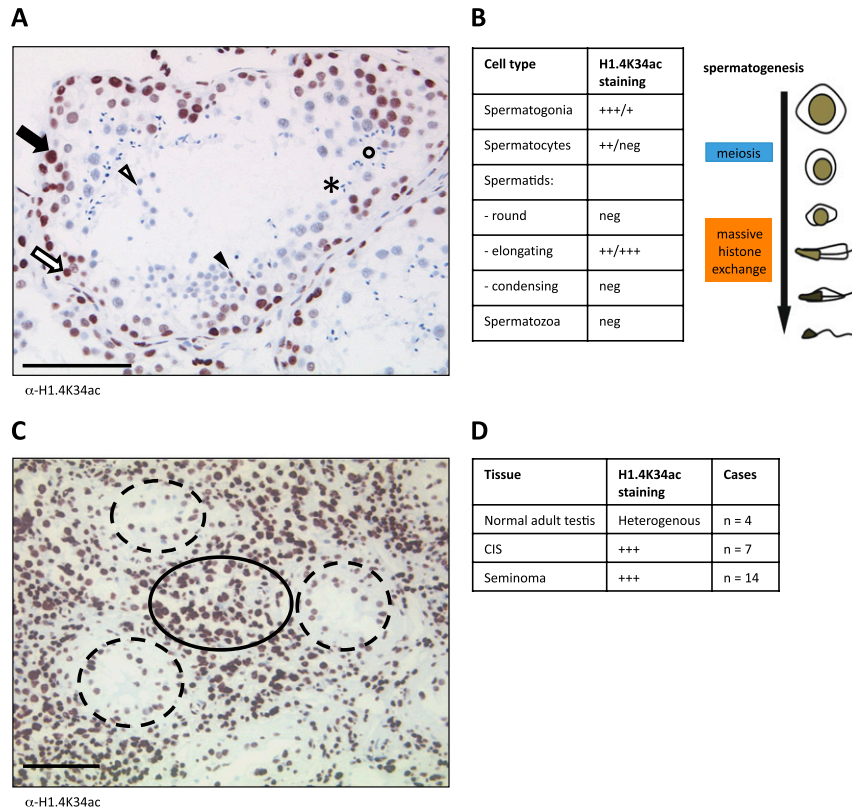 A
α-H1.4K34ac
B
Cell type H1.4K34ac staining
Spermatogonia +++/+
Spermatocytes ++/neg
Spermatids:
- round neg
- elongating ++/+++
- condensing neg
Spermatozoa neg
spermatogenesis
meiosis
massive
histone
exchange
C
α-H1.4K34ac
D
Tissue H1.4K34ac staining Cases
Normal adult testis Heterogenous n = 4
CIS +++ n = 7
Seminoma +++ n = 14